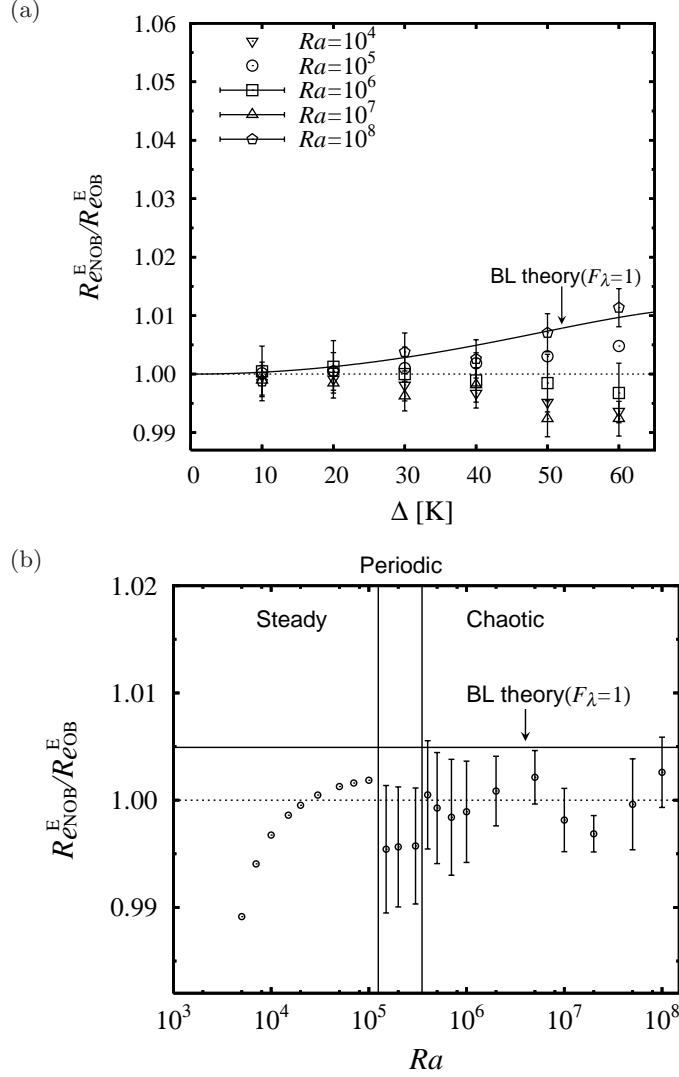 (a)
1.06
1.05
1.04
1.03
1.02
1.01
1.00
0.99
Ra=10^4
Ra=10^5
Ra=10^6
Ra=10^7
Ra=10^8
BL theory(F_λ=1)
Re^E_NOB/Re^E_OB
0 10 20 30 40 50 60
Δ [K]
(b)
Periodic
1.02
1.01
1.00
0.99
Steady
Chaotic
BL theory(F_λ=1)
Re^E_NOB/Re^E_OB
10^3 10^4 10^5 10^6 10^7 10^8
Ra